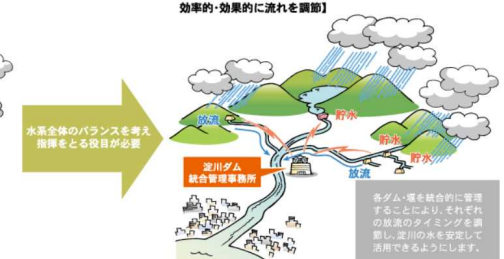 効率的・効果的に流れを調節】
水系全体のバランスを考え
指揮をとる役目が必要
放流
貯水
貯水
貯水
放流
淀川ダム
統合管理事務所
各ダム・堰を統合的に管理
することにより、それぞれ
の放流のタイミングを調
節し、淀川の水を安定して
活用できるようにします。